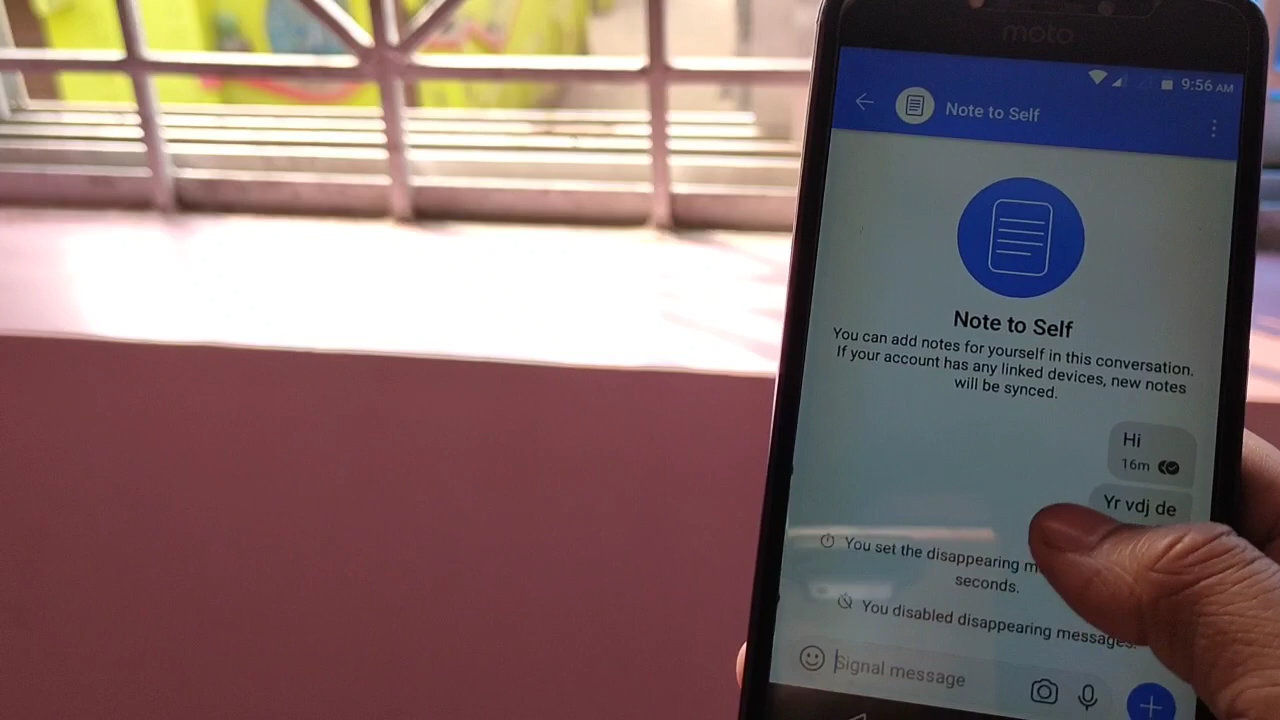 moto
9:56 AM
Note to Self
Note to Self
You can add notes for yourself in this conversation.
If your account has any linked devices, new notes
will be synced.
Hi
16m
Yr vdj de
You set the disappearing
seconds.
You disabled disappearing messages.
Signal message